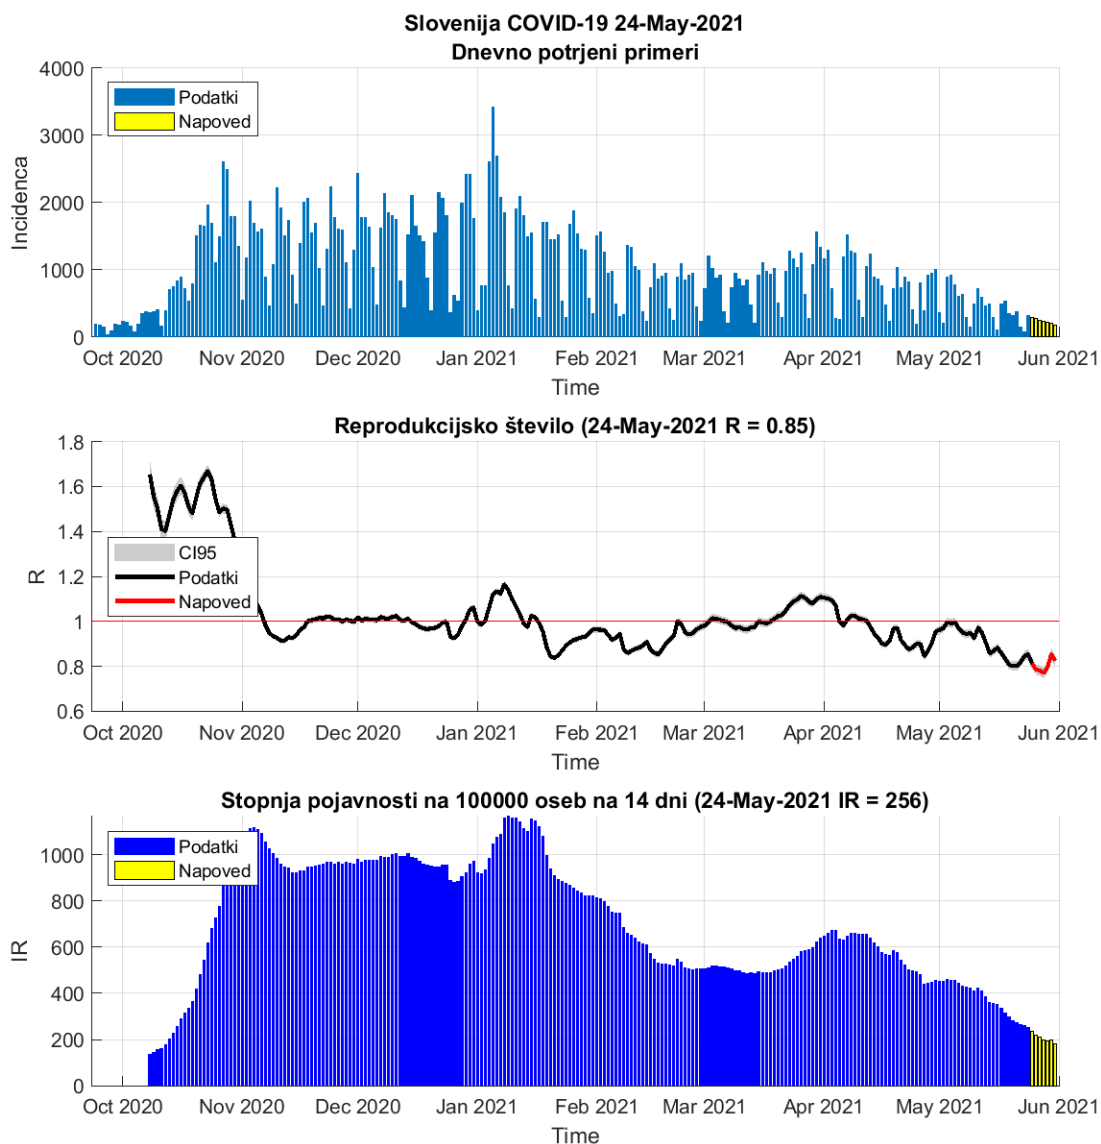 Slovenija COVID-19 24-May-2021
Dnevno potrjeni primeri
4000
3000
2000
1000
0
Incidenca
Podatki
Napoved
Oct 2020 Nov 2020 Dec 2020 Jan 2021 Feb 2021 Mar 2021 Apr 2021 May 2021 Jun 2021
Time
Reprodukcijsko število (24-May-2021 R = 0.85)
1.8
1.6
1.4
1.2
1
0.8
0.6
R
CI95
Podatki
Napoved
Oct 2020 Nov 2020 Dec 2020 Jan 2021 Feb 2021 Mar 2021 Apr 2021 May 2021 Jun 2021
Time
Stopnja pojavnosti na 100000 oseb na 14 dni (24-May-2021 IR = 256)
1000
800
600
400
200
0
IR
Podatki
Napoved
Oct 2020 Nov 2020 Dec 2020 Jan 2021 Feb 2021 Mar 2021 Apr 2021 May 2021 Jun 2021
Time